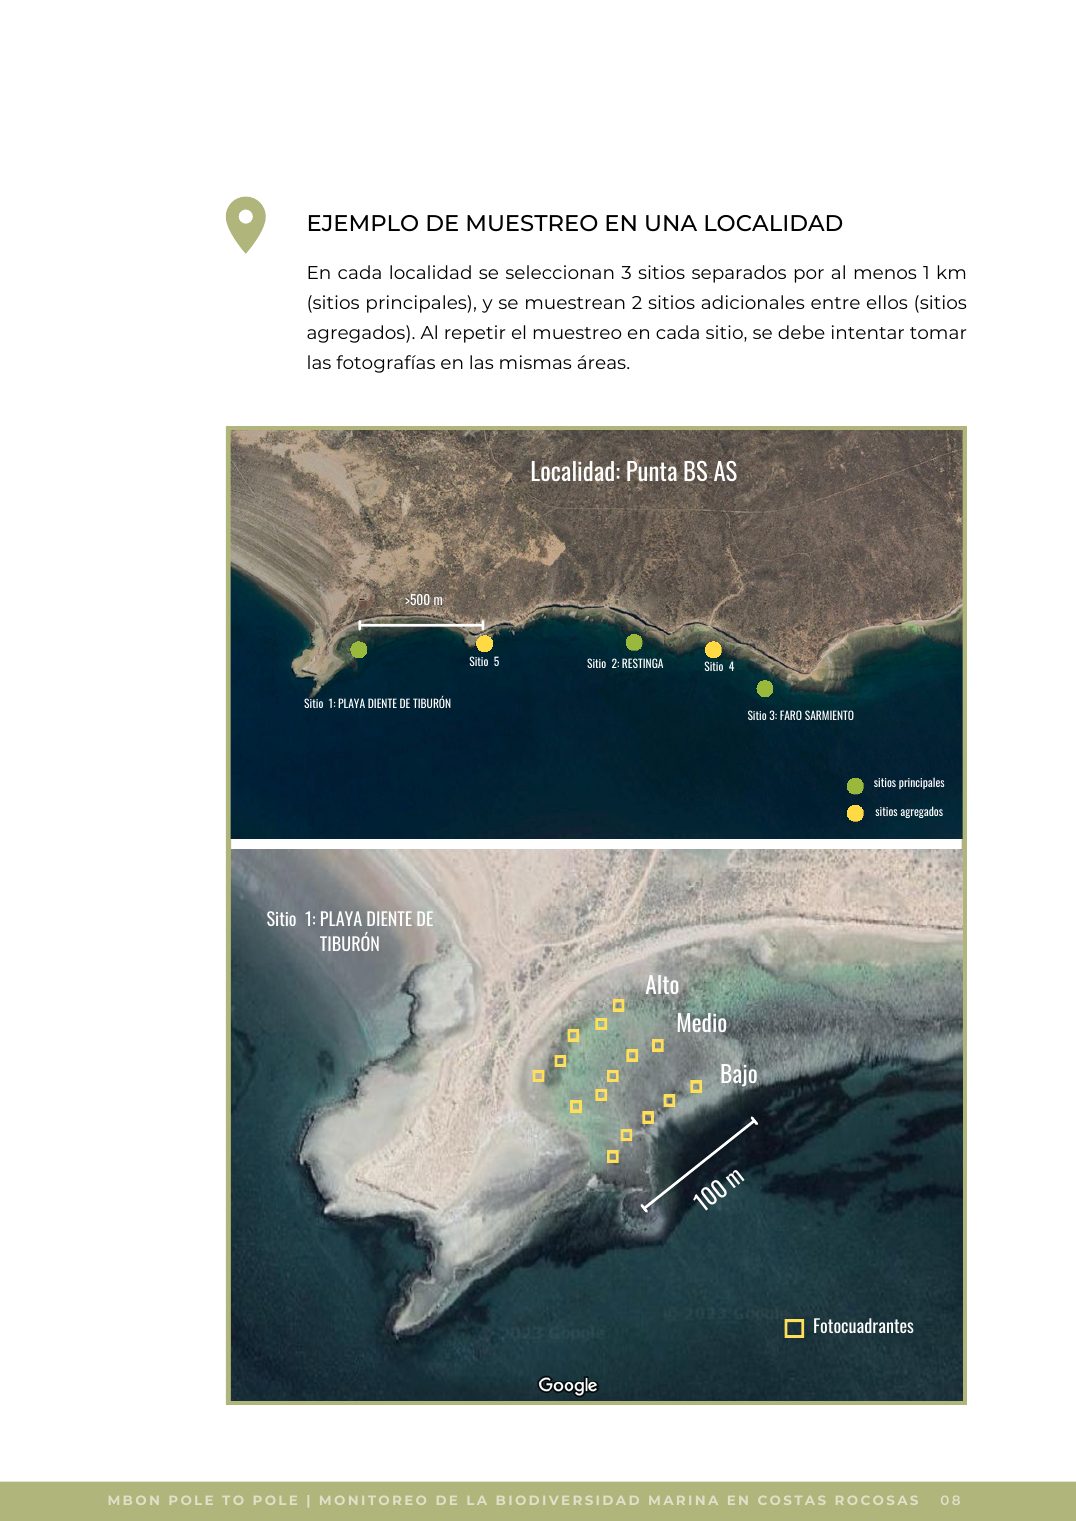 EJEMPLO DE MUESTREO EN UNA LOCALIDAD
En cada localidad se seleccionan 3 sitios separados por al menos 1 km
(sitios principales), y se muestrean 2 sitios adicionales entre ellos (sitios
agregados). Al repetir el muestreo en cada sitio, se debe intentar tomar
las fotografías en las mismas áreas.
Localidad: Punta BS AS
>500 m
Sitio 5
Sitio 2: RESTINGA
Sitio 4
Sitio 1: PLAYA DIENTE DE TIBURÓN
Sitio 3: FARO SARMIENTO
sitios principales
sitios agregados
Sitio 1: PLAYA DIENTE DE
TIBURÓN
Alto
Medio
Bajo
100 m
© 2023 Google
2023 Google
Fotocuadrantes
Google
MBON POLE TO POLE | MONITOREO DE LA BIODIVERSIDAD MARINA EN COSTAS ROCOSAS 08